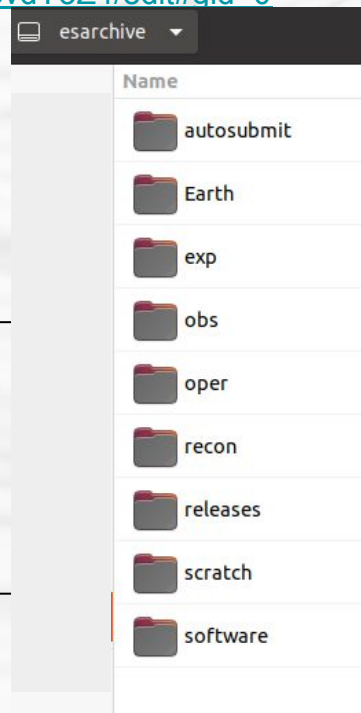 esarchive
Name
autosubmit
Earth
exp
obs
oper
recon
releases
scratch
software